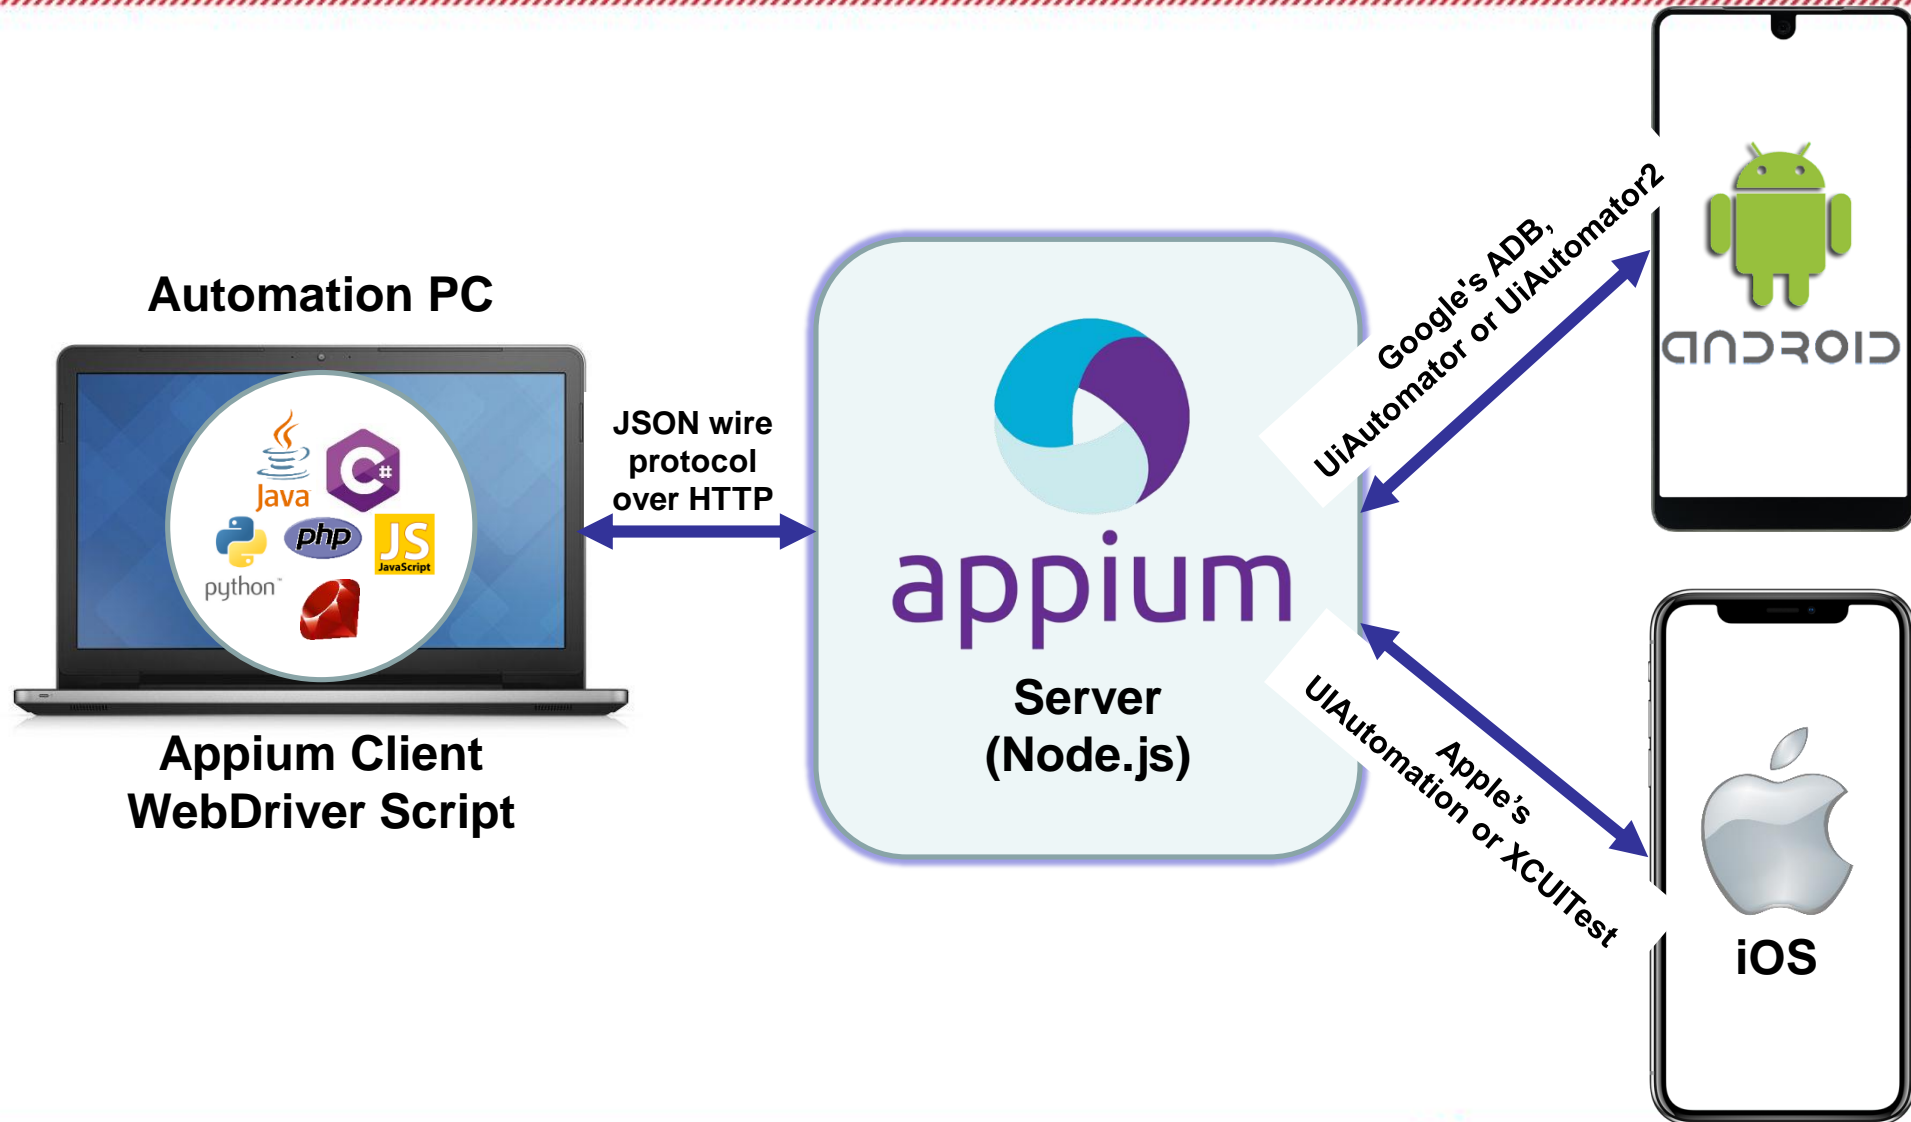 Automation PC
Java
C#
python
php
JS
JavaScript
Appium Client
WebDriver Script
JSON wire
protocol
over HTTP
appium
Server
(Node.js)
Google's ADB,
UiAutomator or UiAutomator2
ANDROID
Apple’s
UIAutomation or XCUITest
iOS